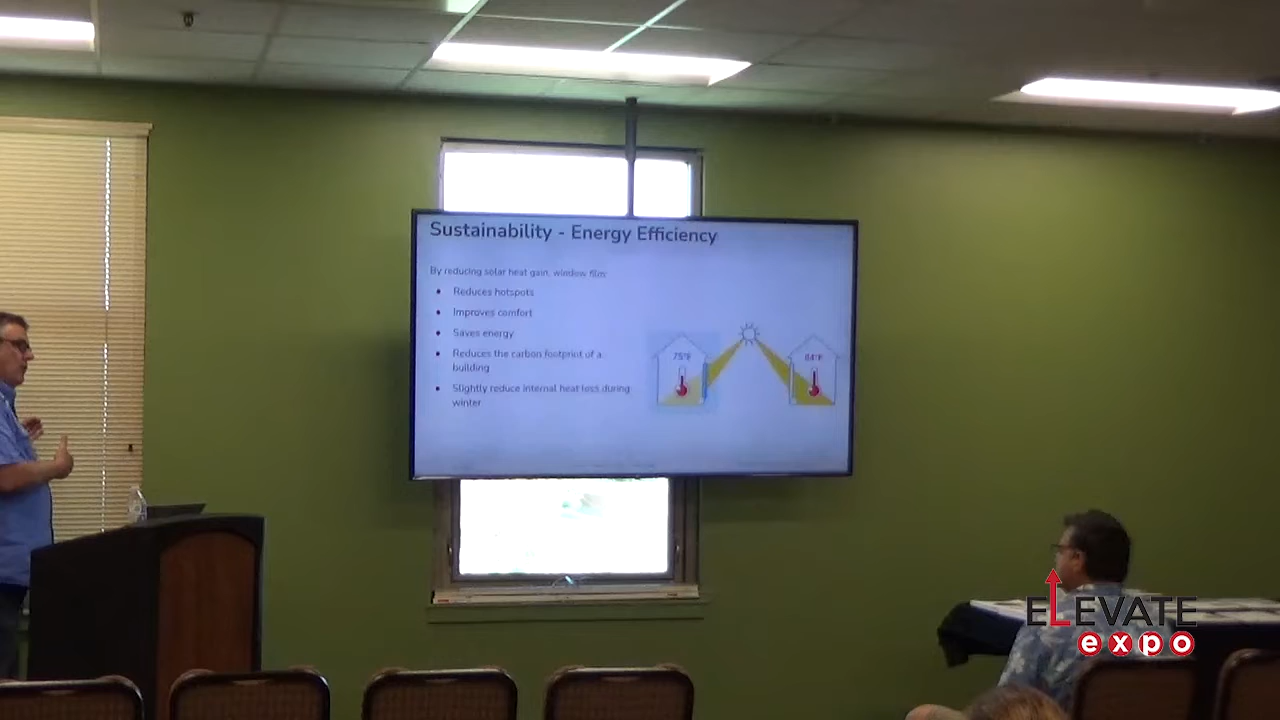 Sustainability - Energy Efficiency
By reducing solar heat gain, window film:
Reduces hotspots
Improves comfort
Saves energy
Reduces the carbon footprint of a
building
Slightly reduce internal heat loss during
winter
75°F
84°F
ELEVATE
expo